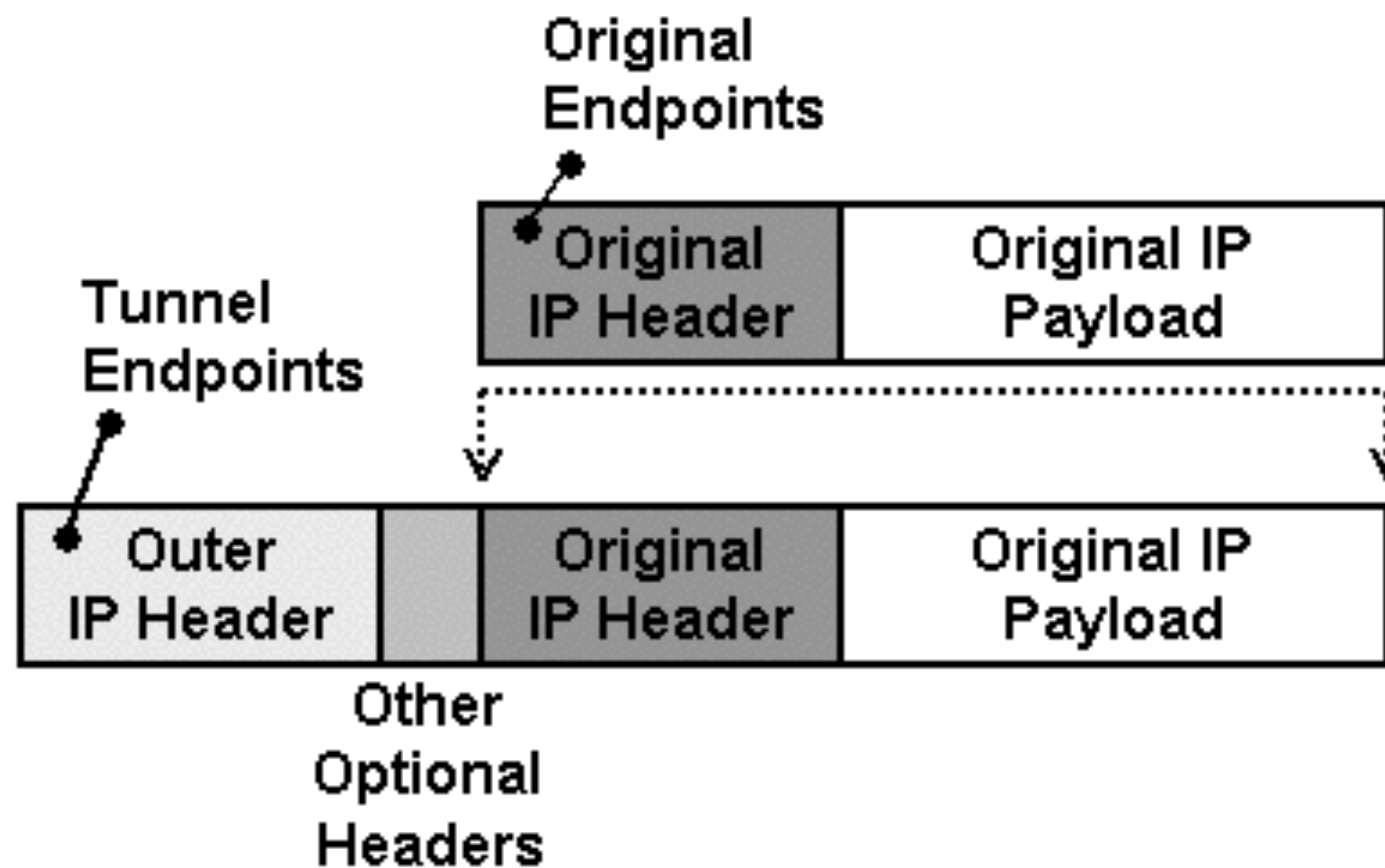 Original
Endpoints
Original
IP Header
Original IP
Payload
Tunnel
Endpoints
Outer
IP Header
Original
IP Header
Original IP
Payload
Other
Optional
Headers